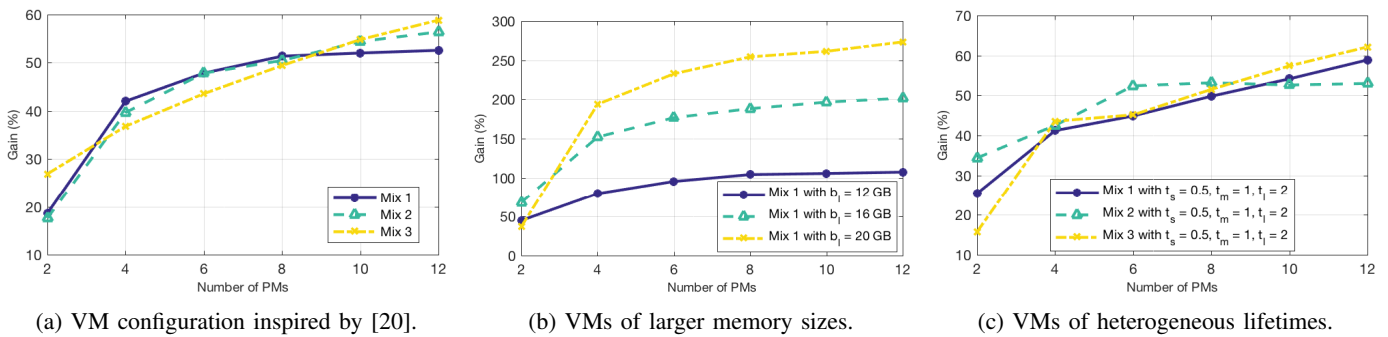 60
50
40
30
20
10
Gain (%)
2 4 6 8 10 12
Number of PMs
Mix 1
Mix 2
Mix 3
(a) VM configuration inspired by [20].
300
250
200
150
100
50
0
Gain (%)
2 4 6 8 10 12
Number of PMs
Mix 1 with b_l = 12 GB
Mix 1 with b_l = 16 GB
Mix 1 with b_l = 20 GB
(b) VMs of larger memory sizes.
70
60
50
40
30
20
10
Gain (%)
2 4 6 8 10 12
Number of PMs
Mix 1 with t_s = 0.5, t_m = 1, t_l = 2
Mix 2 with t_s = 0.5, t_m = 1, t_l = 2
Mix 3 with t_s = 0.5, t_m = 1, t_l = 2
(c) VMs of heterogeneous lifetimes.